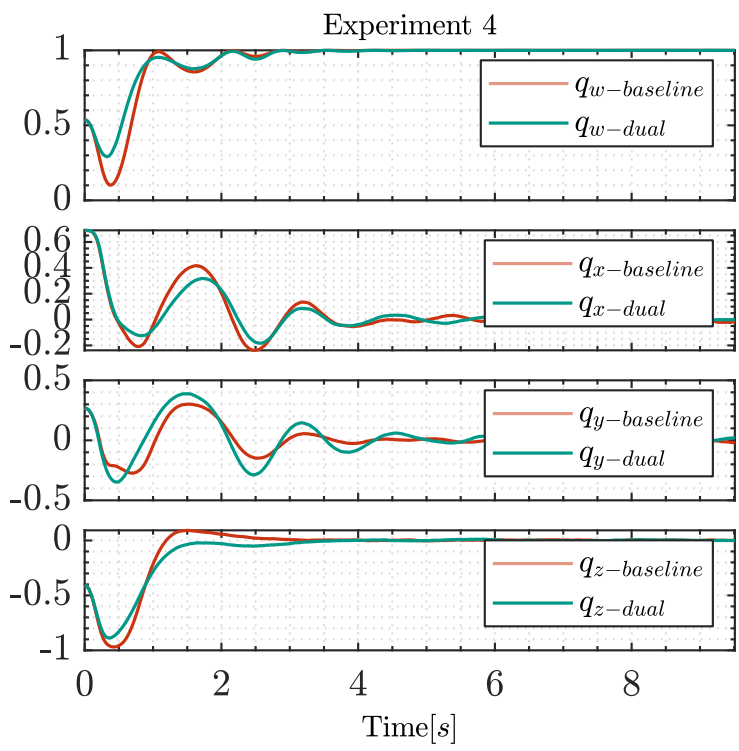 Experiment 4
1
0.5
0
q_{w-baseline}
q_{w-dual}
0.6
0.4
0.2
0
-0.2
q_{x-baseline}
q_{x-dual}
0.5
0
-0.5
q_{y-baseline}
q_{y-dual}
0
-0.5
-1
q_{z-baseline}
q_{z-dual}
0 2 4 6 8
Time[s]